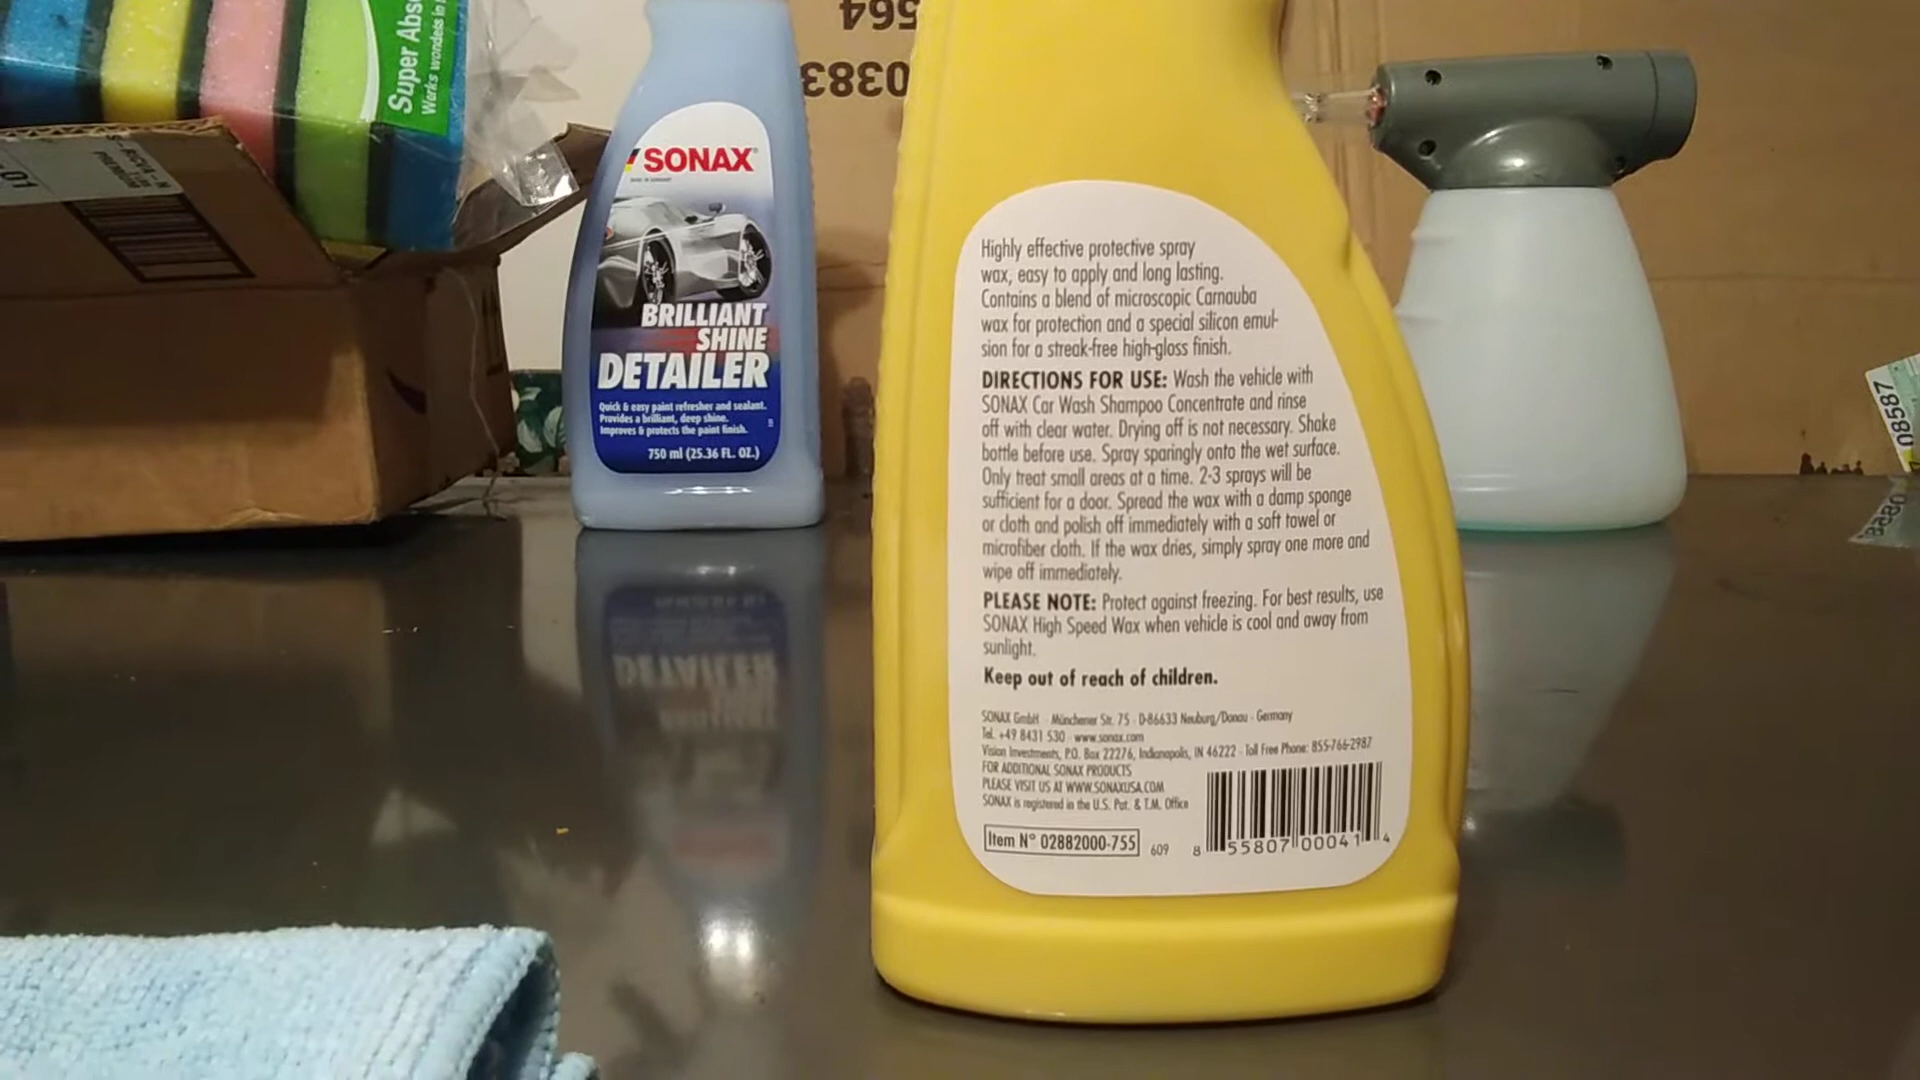 Super Abs
Works wonders in
564
0383
.01
SONAX
BRILLIANT
SHINE
DETAILER
Quick & easy paint refresher and sealant.
Provides a brilliant, deep shine.
Improves & protects the paint finish.
750 ml (25.36 FL. OZ.)
Highly effective protective spray
wax, easy to apply and long lasting.
Contains a blend of microscopic Carnauba
wax for protection and a special silicon emul-
sion for a streak-free high-gloss finish.
DIRECTIONS FOR USE: Wash the vehicle with
SONAX Car Wash Shampoo Concentrate and rinse
off with clear water. Drying off is not necessary. Shake
bottle before use. Spray sparingly onto the wet surface.
Only treat small areas at a time. 2-3 sprays will be
sufficient for a door. Spread the wax with a damp sponge
or cloth and polish off immediately with a soft towel or
microfiber cloth. If the wax dries, simply spray one more and
wipe off immediately.
PLEASE NOTE: Protect against freezing. For best results, use
SONAX High Speed Wax when vehicle is cool and away from
sunlight.
Keep out of reach of children.
SONAX GmbH · Münchener Str. 75 · D-86633 Neuburg/Donau · Germany
Tel. +49 8431 530 · www.sonax.com
Vision Investments, P.O. Box 22276, Indianapolis, IN 46222 · Toll Free Phone: 855-766-2987
FOR ADDITIONAL SONAX PRODUCTS
PLEASE VISIT US AT WWW.SONAXUSA.COM
SONAX is registered in the U.S. Pat. & T.M. Office
Item N° 02882000-755
609
8 55807 00041 4
08587